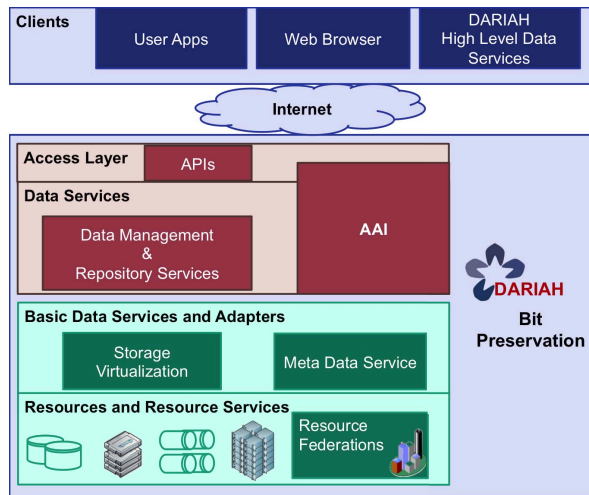 Clients
User Apps
Web Browser
DARIAH
High Level Data
Services
Internet
Access Layer
APIs
Data Services
Data Management
&
Repository Services
AAI
DARIAH
Bit
Preservation
Basic Data Services and Adapters
Storage
Virtualization
Meta Data Service
Resources and Resource Services
Resource
Federations